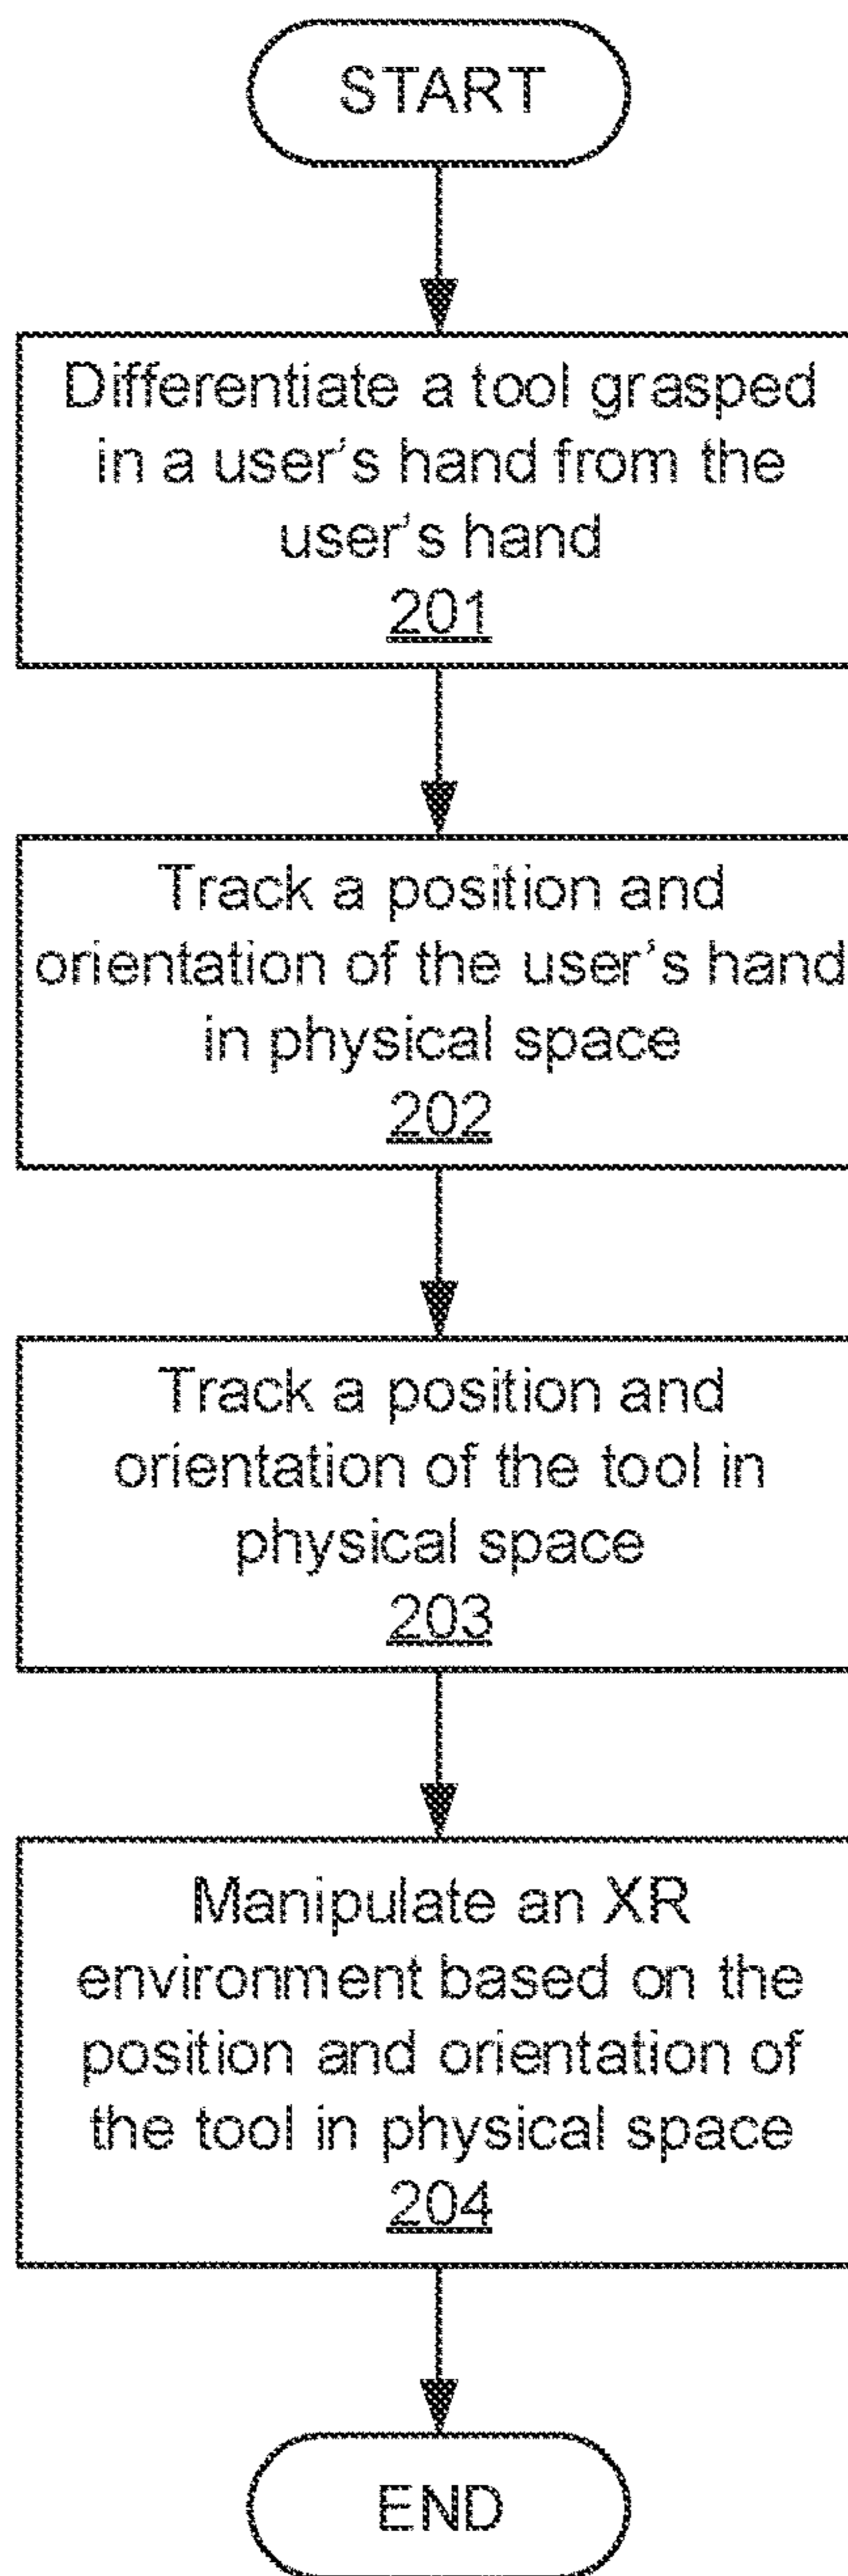 START
Differentiate a tool grasped
in a user's hand from the
user's hand
201
Track a position and
orientation of the user's hand
in physical space
202
Track a position and
orientation of the tool in
physical space
203
Manipulate an XR
environment based on the
position and orientation of
the tool in physical space
204
END